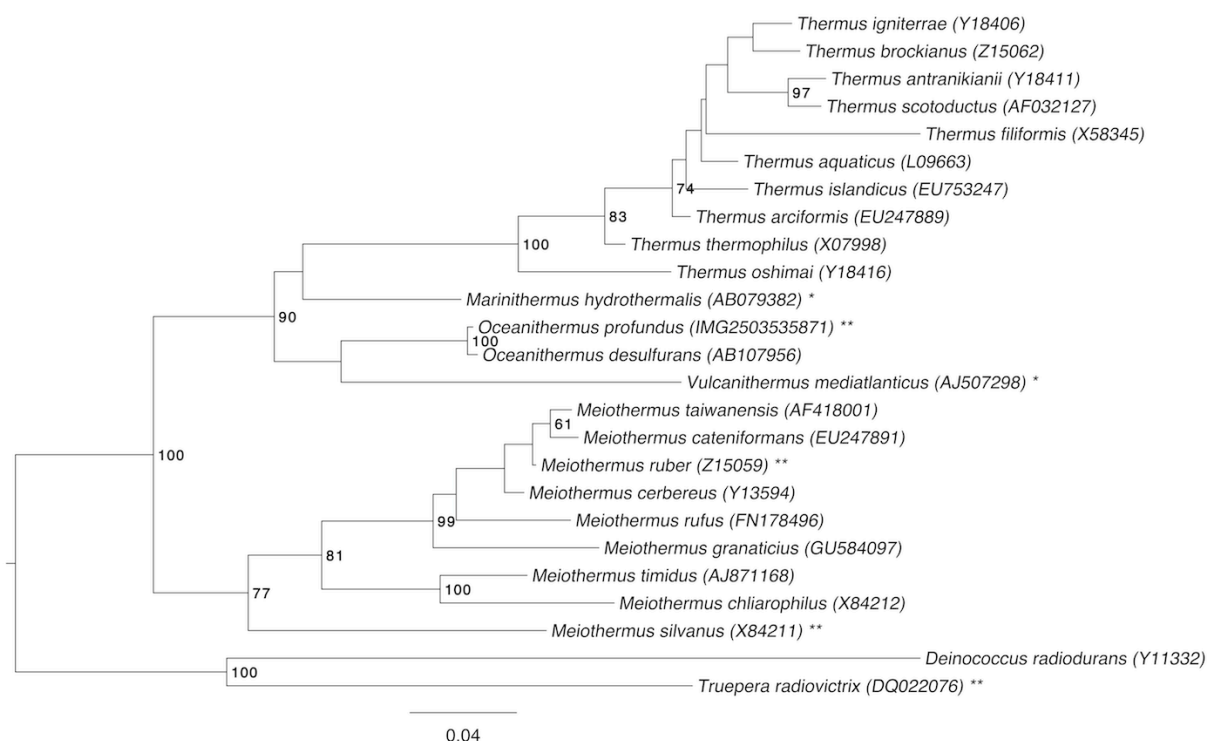 Thermus igniterrae (Y18406)
Thermus brockianus (Z15062)
Thermus antranikianii (Y18411)
97
Thermus scotoductus (AF032127)
Thermus filiformis (X58345)
Thermus aquaticus (L09663)
74
Thermus islandicus (EU753247)
83
Thermus arciformis (EU247889)
100
Thermus thermophilus (X07998)
Thermus oshimai (Y18416)
Marinithermus hydrothermalis (AB079382) *
90
Oceanithermus profundus (IMG2503535871) **
100
Oceanithermus desulfurans (AB107956)
Vulcanithermus mediatlanticus (AJ507298) *
Meiothermus taiwanensis (AF418001)
61
Meiothermus cateniformans (EU247891)
100
Meiothermus ruber (Z15059) **
Meiothermus cerbereus (Y13594)
99
Meiothermus rufus (FN178496)
Meiothermus granaticius (GU584097)
81
Meiothermus timidus (AJ871168)
77
100
Meiothermus chliarophilus (X84212)
Meiothermus silvanus (X84211) **
Deinococcus radiodurans (Y11332)
100
Truepera radiovictrix (DQ022076) **
0.04